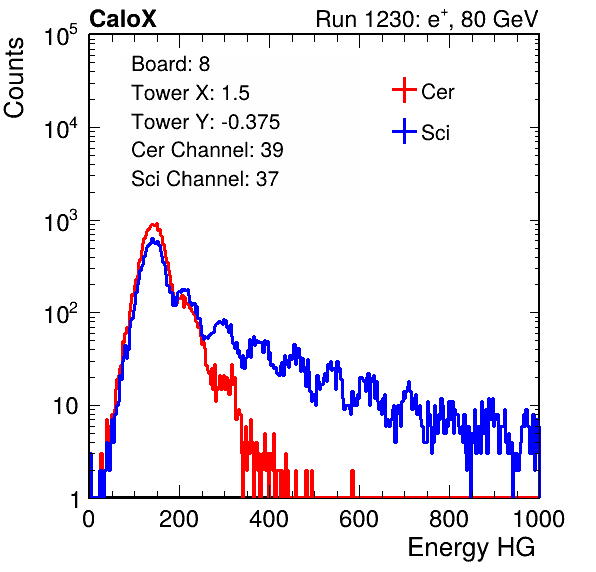 CaloX Run 1230: e+, 80 GeV
Counts
Board: 8
Tower X: 1.5
Tower Y: -0.375
Cer Channel: 39
Sci Channel: 37
Cer
Sci
10^5
10^4
10^3
10^2
10
1
0 200 400 600 800 1000
Energy HG